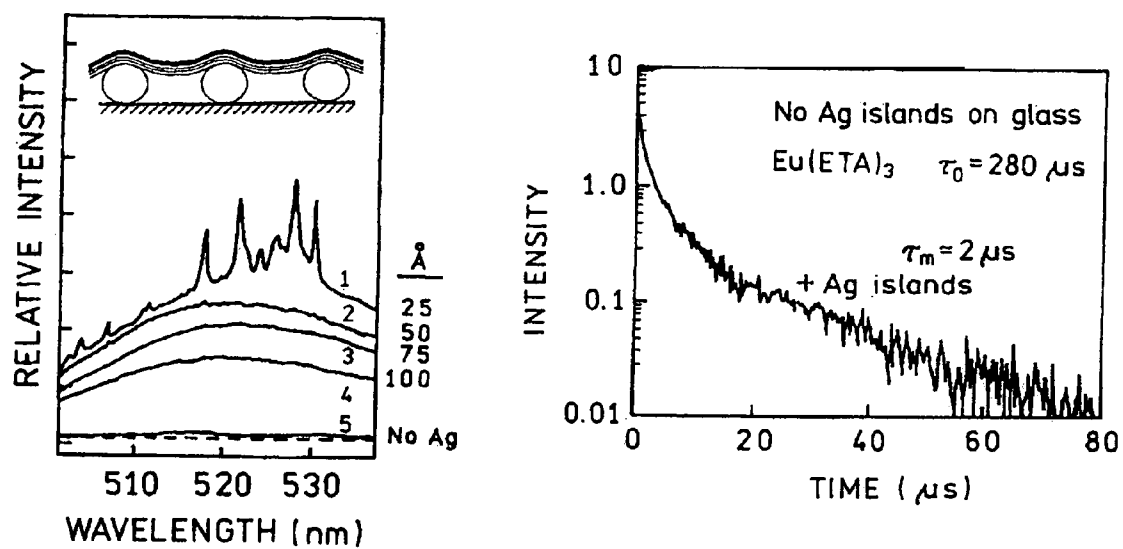 RELATIVE INTENSITY
1
2
3
4
5
Å
25
50
75
100
No Ag
510 520 530
WAVELENGTH (nm)
INTENSITY
10
1.0
0.1
0.01
No Ag islands on glass
Eu(ETA)3 τ0 = 280 μs
τm = 2 μs
+ Ag islands
0 20 40 60 80
TIME (μs)